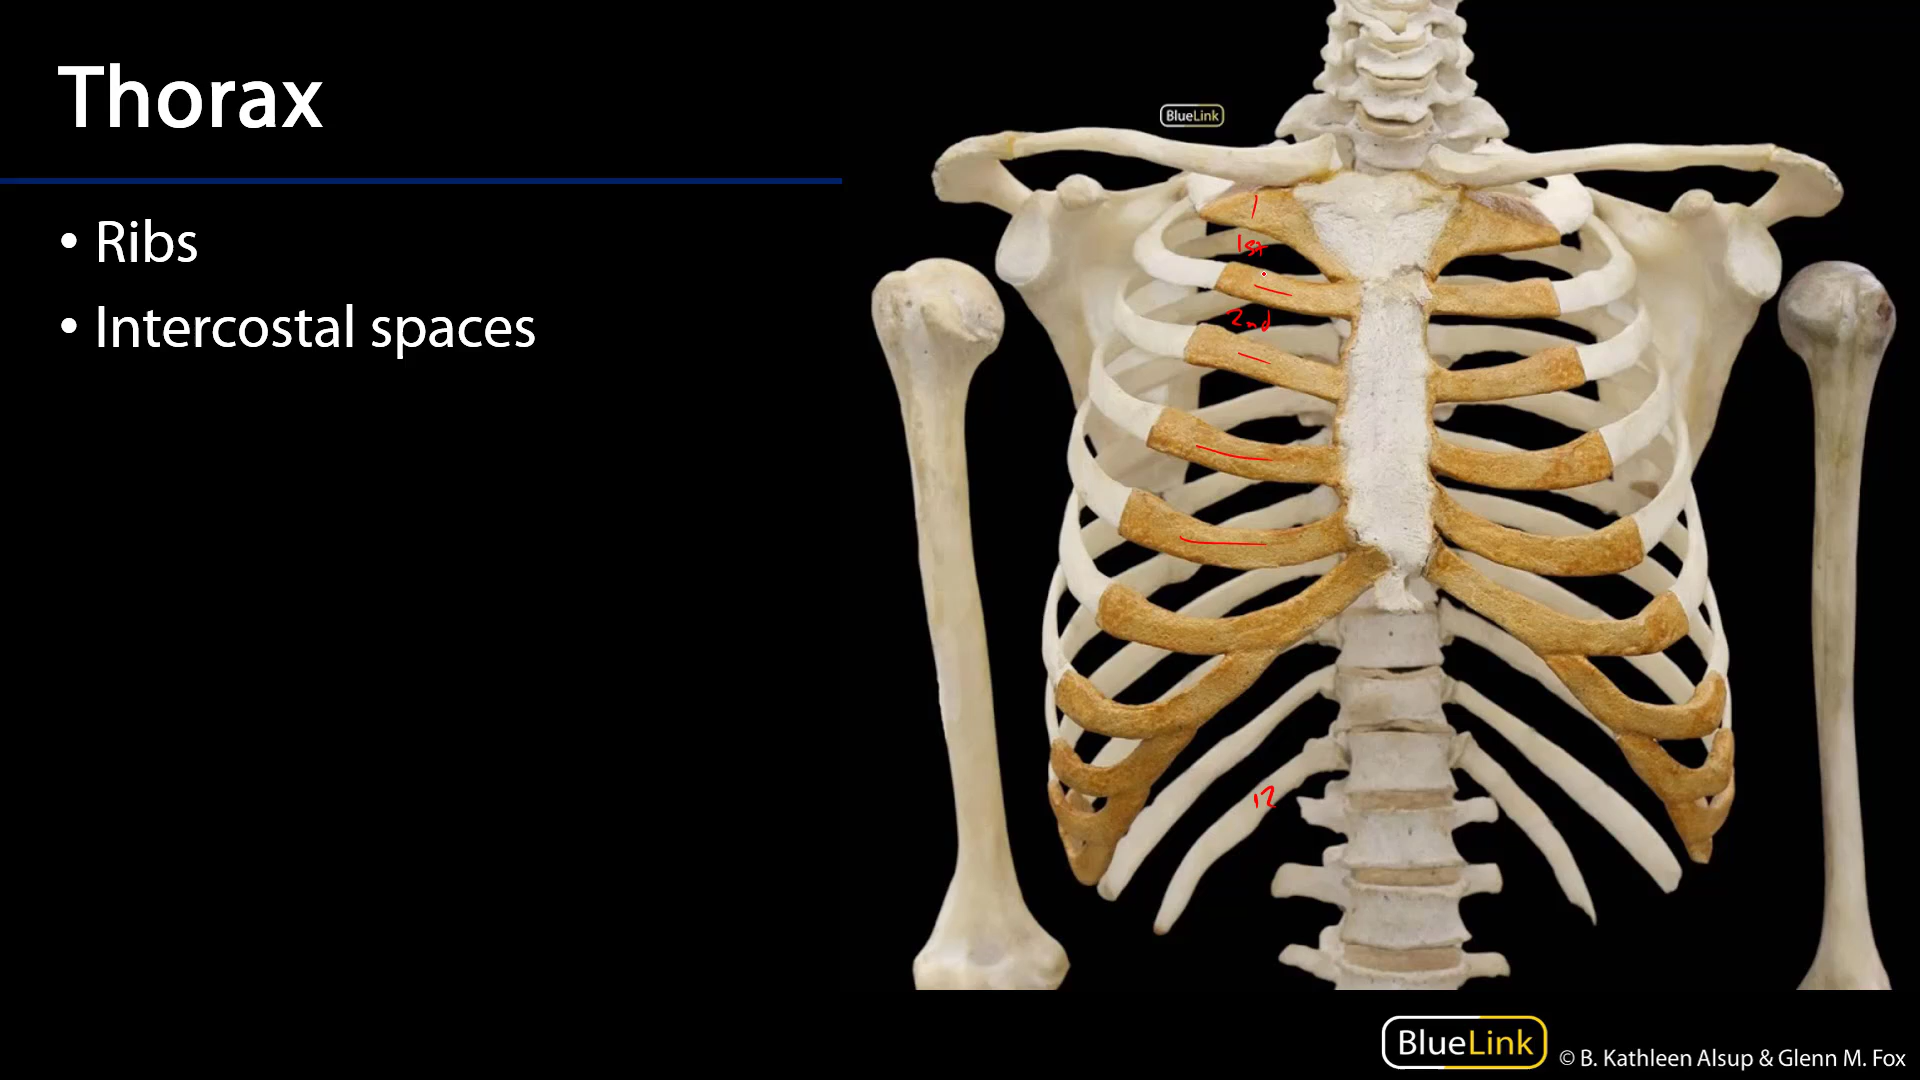 Thorax
• Ribs
• Intercostal spaces
BlueLink
1
1st
2nd
12
BlueLink
© B. Kathleen Alsup & Glenn M. Fox